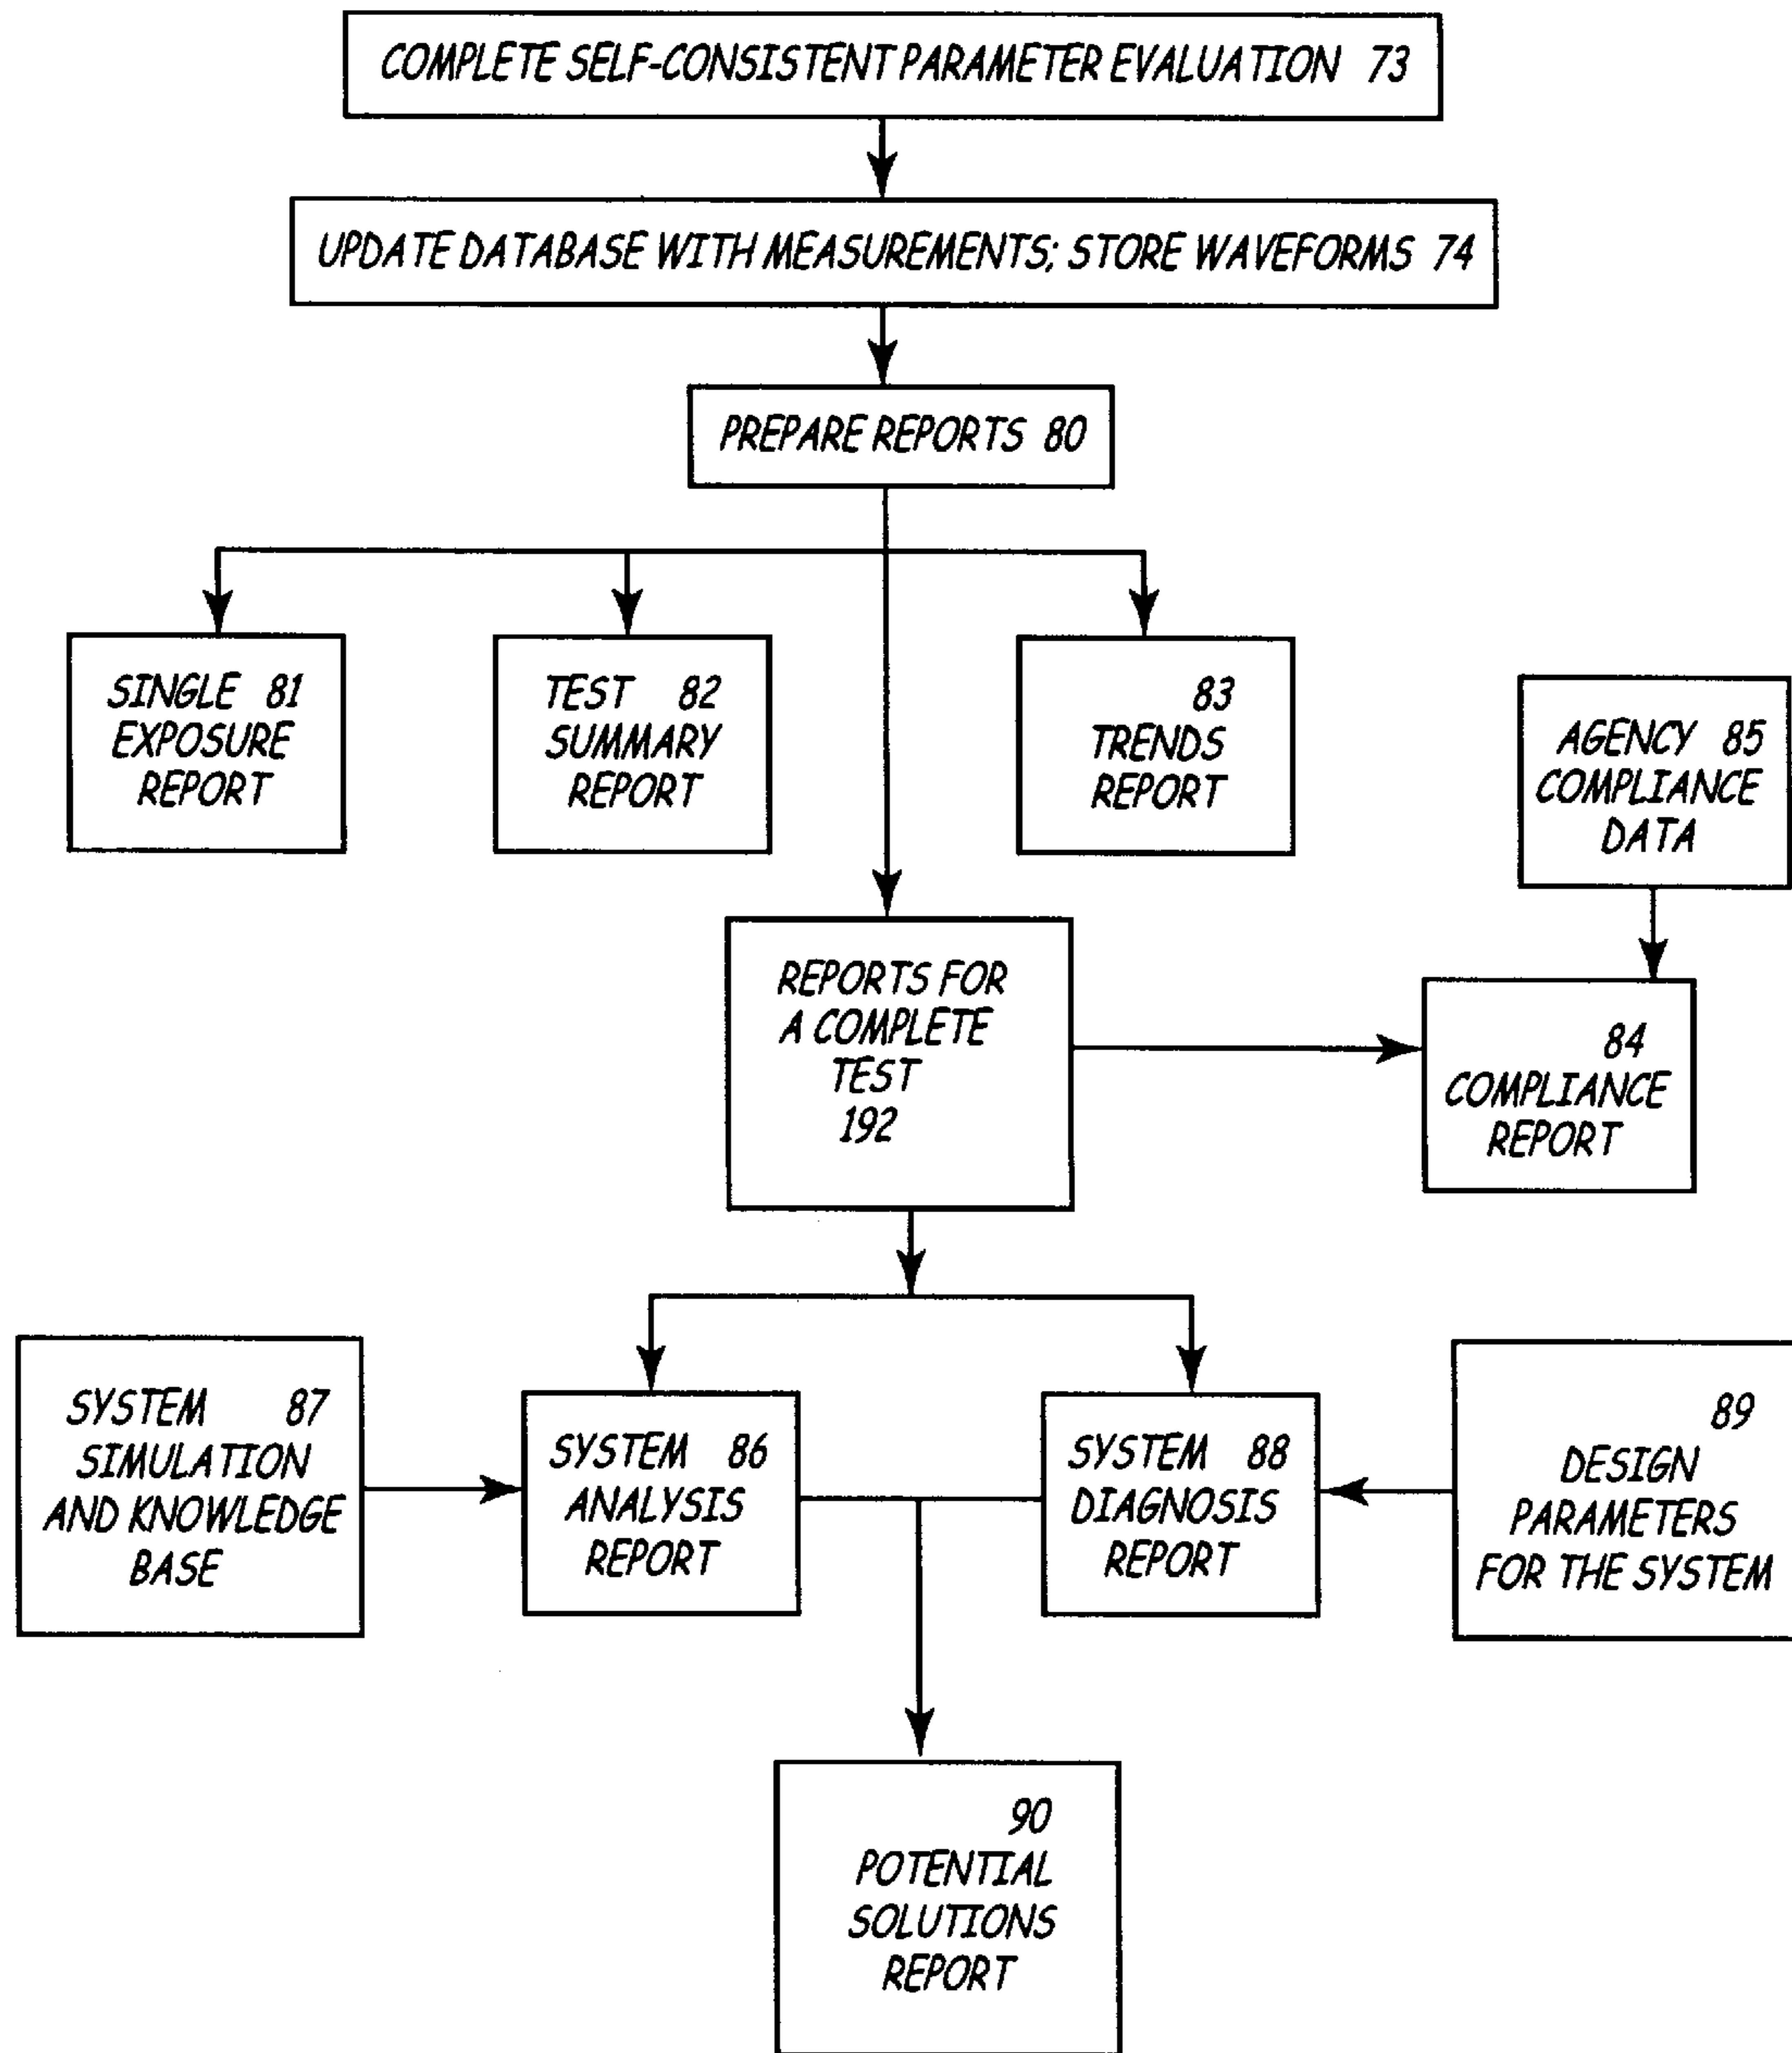 COMPLETE SELF-CONSISTENT PARAMETER EVALUATION 73
UPDATE DATABASE WITH MEASUREMENTS; STORE WAVEFORMS 74
PREPARE REPORTS 80
SINGLE 81
EXPOSURE
REPORT
TEST 82
SUMMARY
REPORT
83
TRENDS
REPORT
AGENCY 85
COMPLIANCE
DATA
REPORTS FOR
A COMPLETE
TEST
192
84
COMPLIANCE
REPORT
SYSTEM 87
SIMULATION
AND KNOWLEDGE
BASE
SYSTEM 86
ANALYSIS
REPORT
SYSTEM 88
DIAGNOSIS
REPORT
89
DESIGN
PARAMETERS
FOR THE SYSTEM
90
POTENTIAL
SOLUTIONS
REPORT